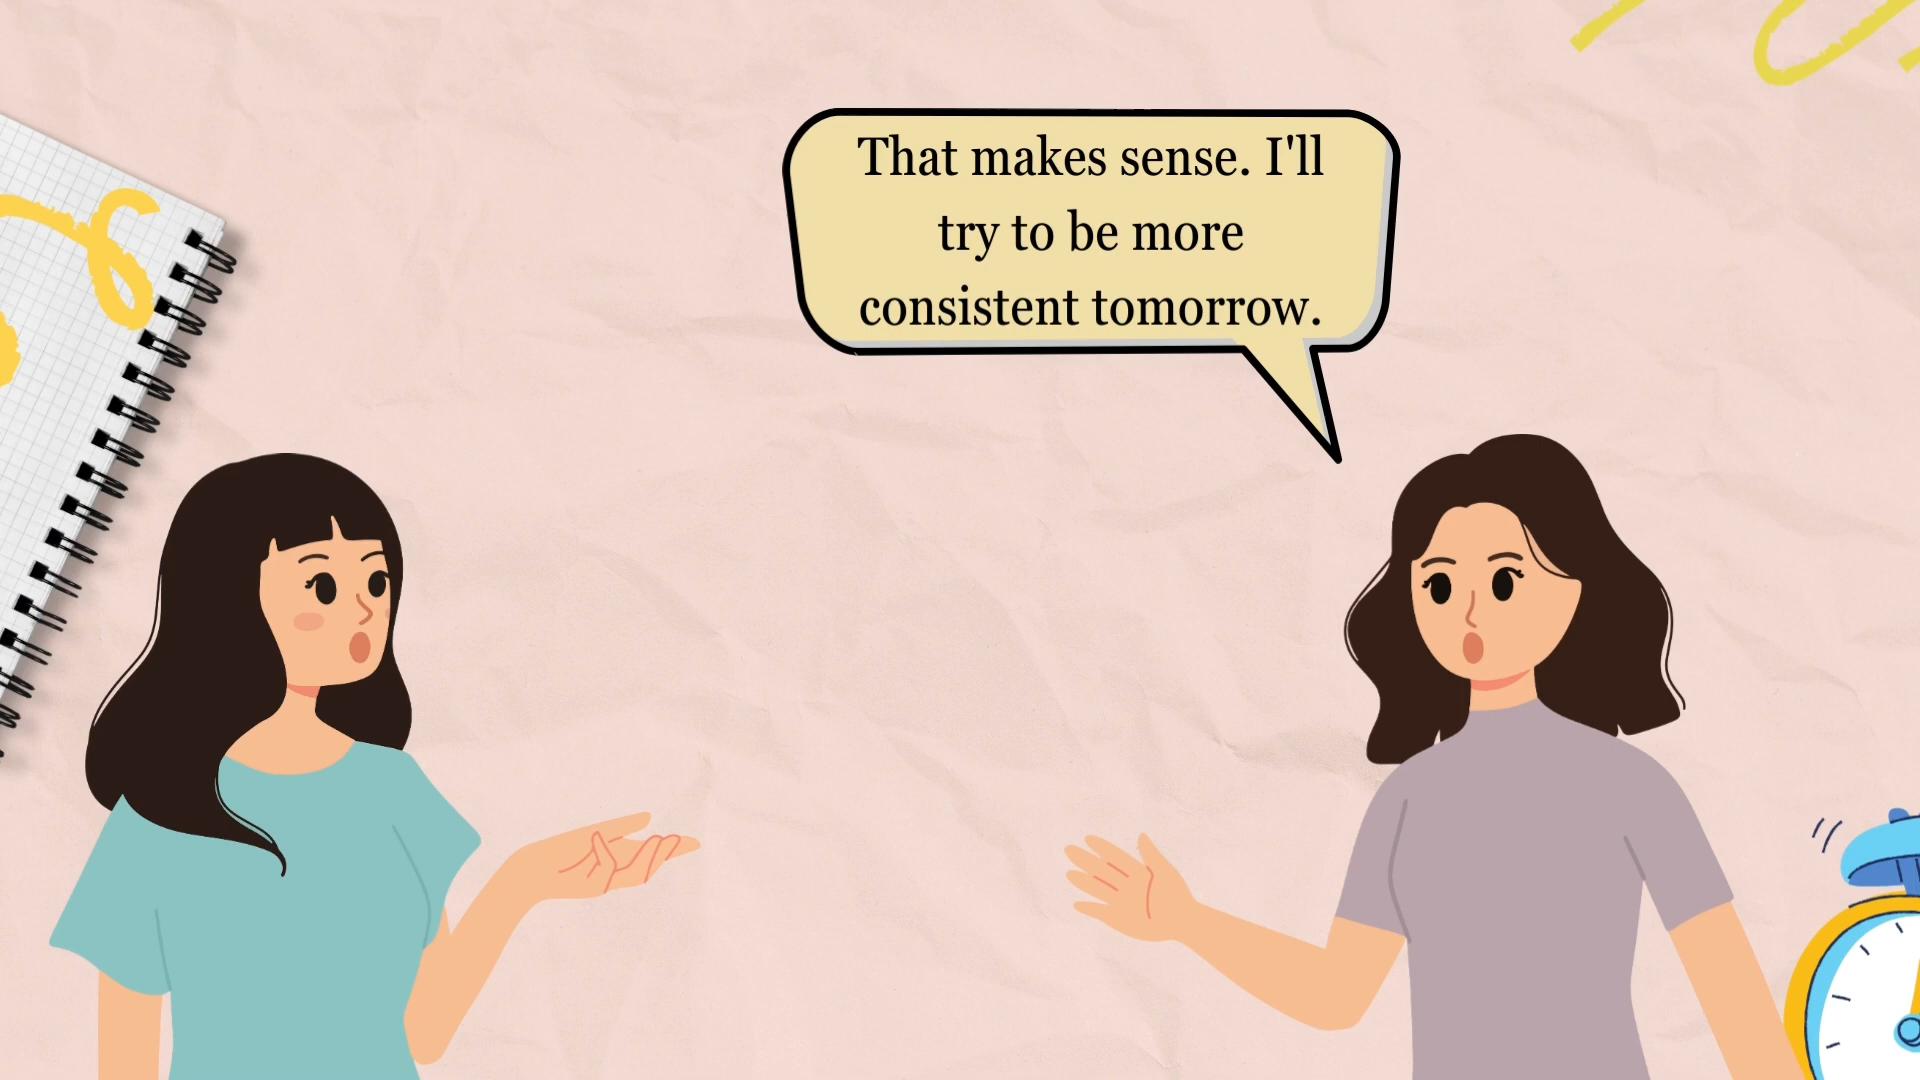 That makes sense. I'll
try to be more
consistent tomorrow.